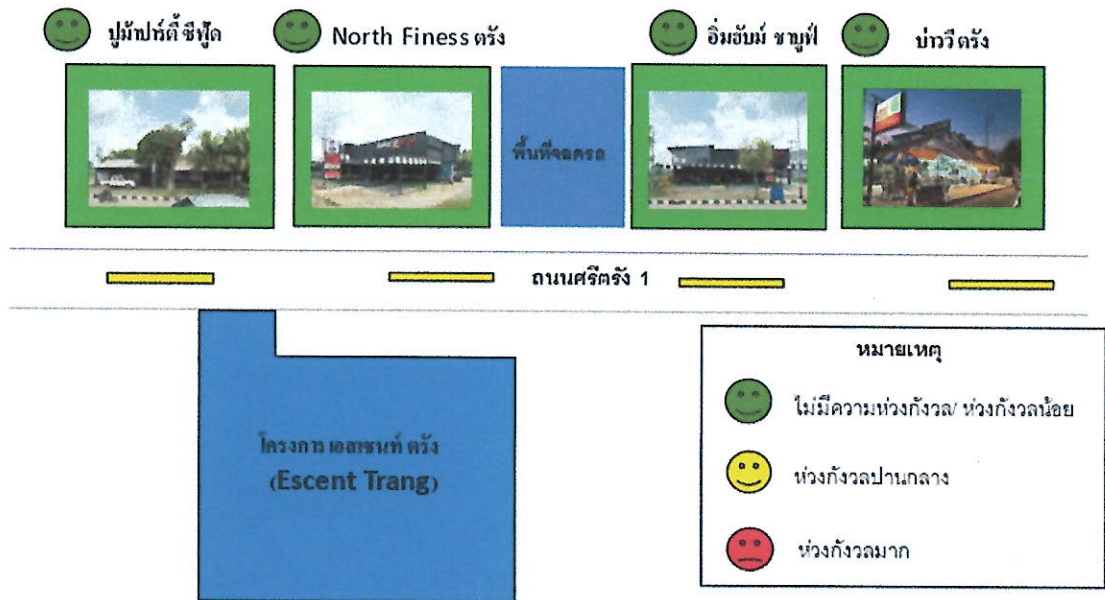 ปูม้าปาร์ตี้ ซีฟู้ด
North Finess ตรัง
อิ่มฮับม์ ชาบูฟ์
บ่าววี ตรัง
พื้นที่จอดรถ
ถนนศรีตรัง 1
โครงการ เอสเซนท์ ตรัง
(Escent Trang)
หมายเหตุ
ไม่มีความห่วงกังวล/ ห่วงกังวลน้อย
ห่วงกังวลปานกลาง
ห่วงกังวลมาก